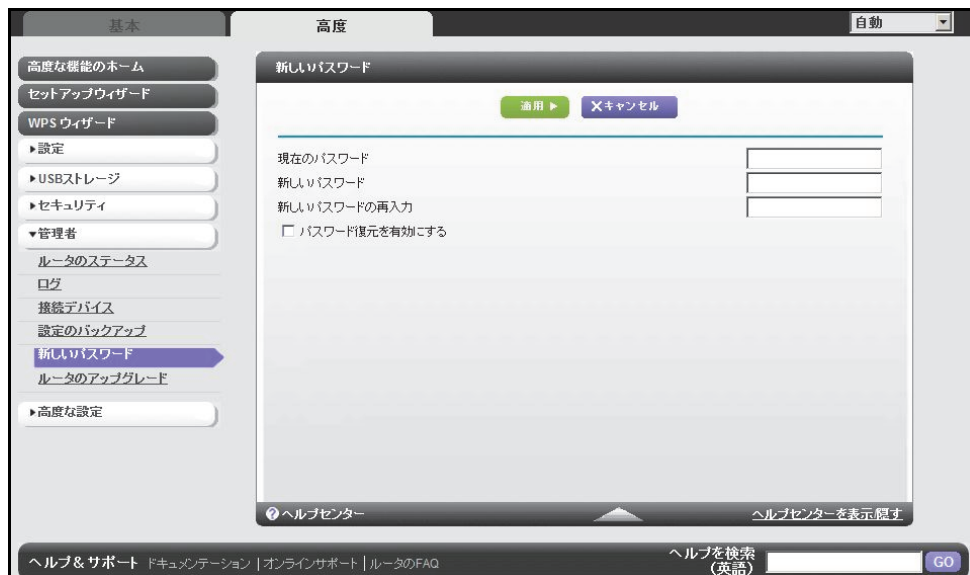 基本
高度
自動
高度な機能のホーム
セットアップウィザード
WPS ウィザード
▶設定
▶USBストレージ
▶セキュリティ
▼管理者
ルータのステータス
ログ
接続デバイス
設定のバックアップ
新しいパスワード
ルータのアップグレード
▶高度な設定
新しいパスワード
適用 ▶
Xキャンセル
現在のパスワード
新しいパスワード
新しいパスワードの再入力
パスワード復元を有効にする
ヘルプセンター
ヘルプセンターを表示/隠す
ヘルプ & サポート ドキュメンテーション | オンラインサポート | ルータのFAQ
ヘルプを検索
(英語)
GO